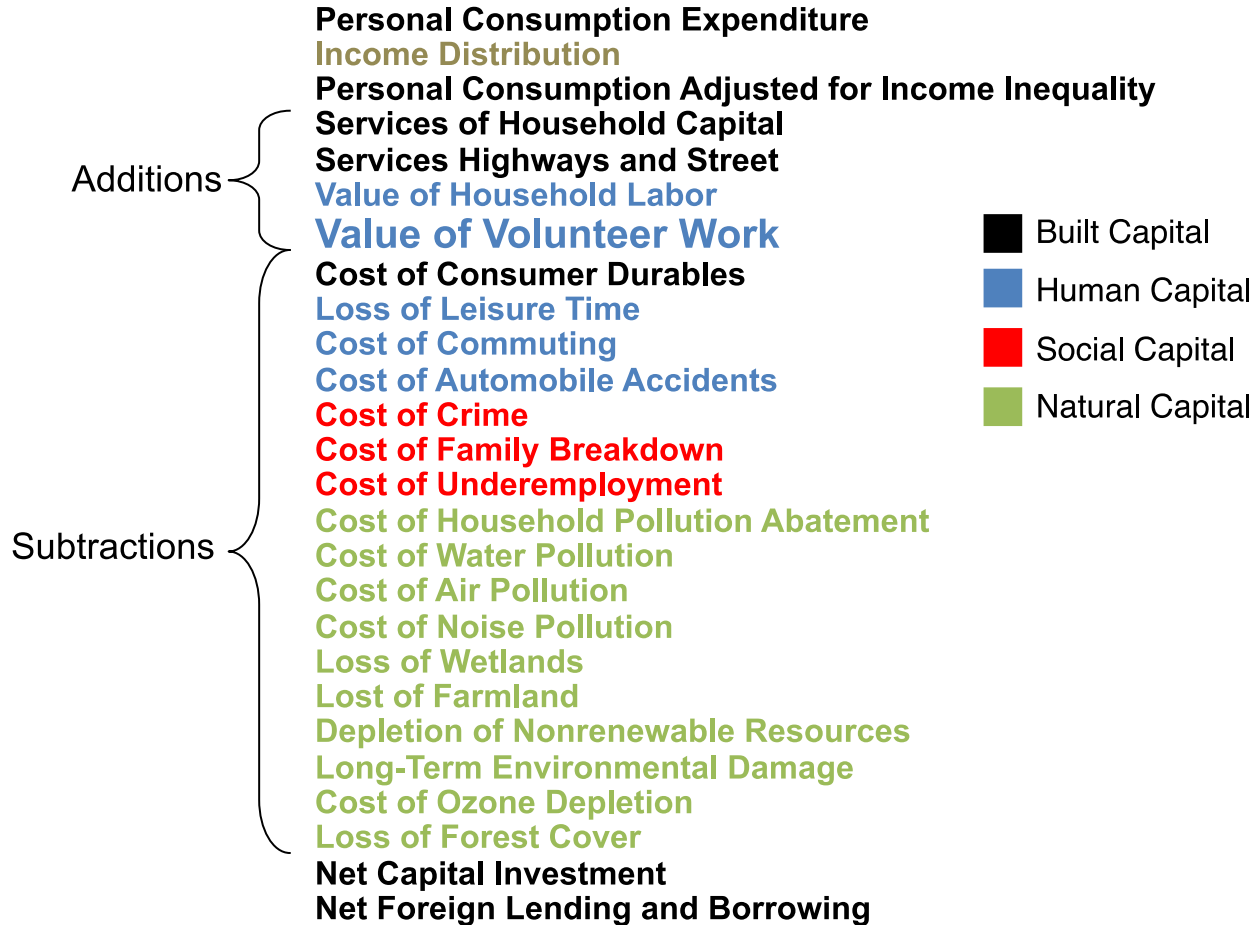 Personal Consumption Expenditure
Income Distribution
Personal Consumption Adjusted for Income Inequality
Additions
Services of Household Capital
Services Highways and Street
Value of Household Labor
Value of Volunteer Work
Subtractions
Cost of Consumer Durables
Loss of Leisure Time
Cost of Commuting
Cost of Automobile Accidents
Cost of Crime
Cost of Family Breakdown
Cost of Underemployment
Cost of Household Pollution Abatement
Cost of Water Pollution
Cost of Air Pollution
Cost of Noise Pollution
Loss of Wetlands
Lost of Farmland
Depletion of Nonrenewable Resources
Long-Term Environmental Damage
Cost of Ozone Depletion
Loss of Forest Cover
Net Capital Investment
Net Foreign Lending and Borrowing
Built Capital
Human Capital
Social Capital
Natural Capital